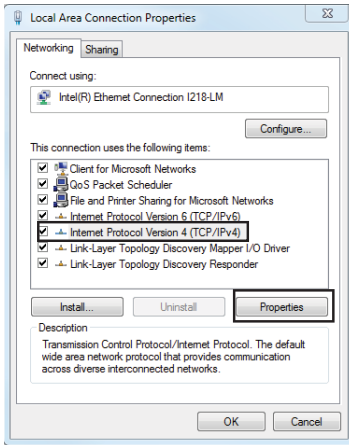 Local Area Connection Properties
Networking
Sharing
Connect using:
Intel(R) Ethernet Connection I218-LM
Configure...
This connection uses the following items:
Client for Microsoft Networks
QoS Packet Scheduler
File and Printer Sharing for Microsoft Networks
Internet Protocol Version 6 (TCP/IPv6)
Internet Protocol Version 4 (TCP/IPv4)
Link-Layer Topology Discovery Mapper I/O Driver
Link-Layer Topology Discovery Responder
Install...
Uninstall
Properties
Description
Transmission Control Protocol/Internet Protocol. The default
wide area network protocol that provides communication
across diverse interconnected networks.
OK
Cancel